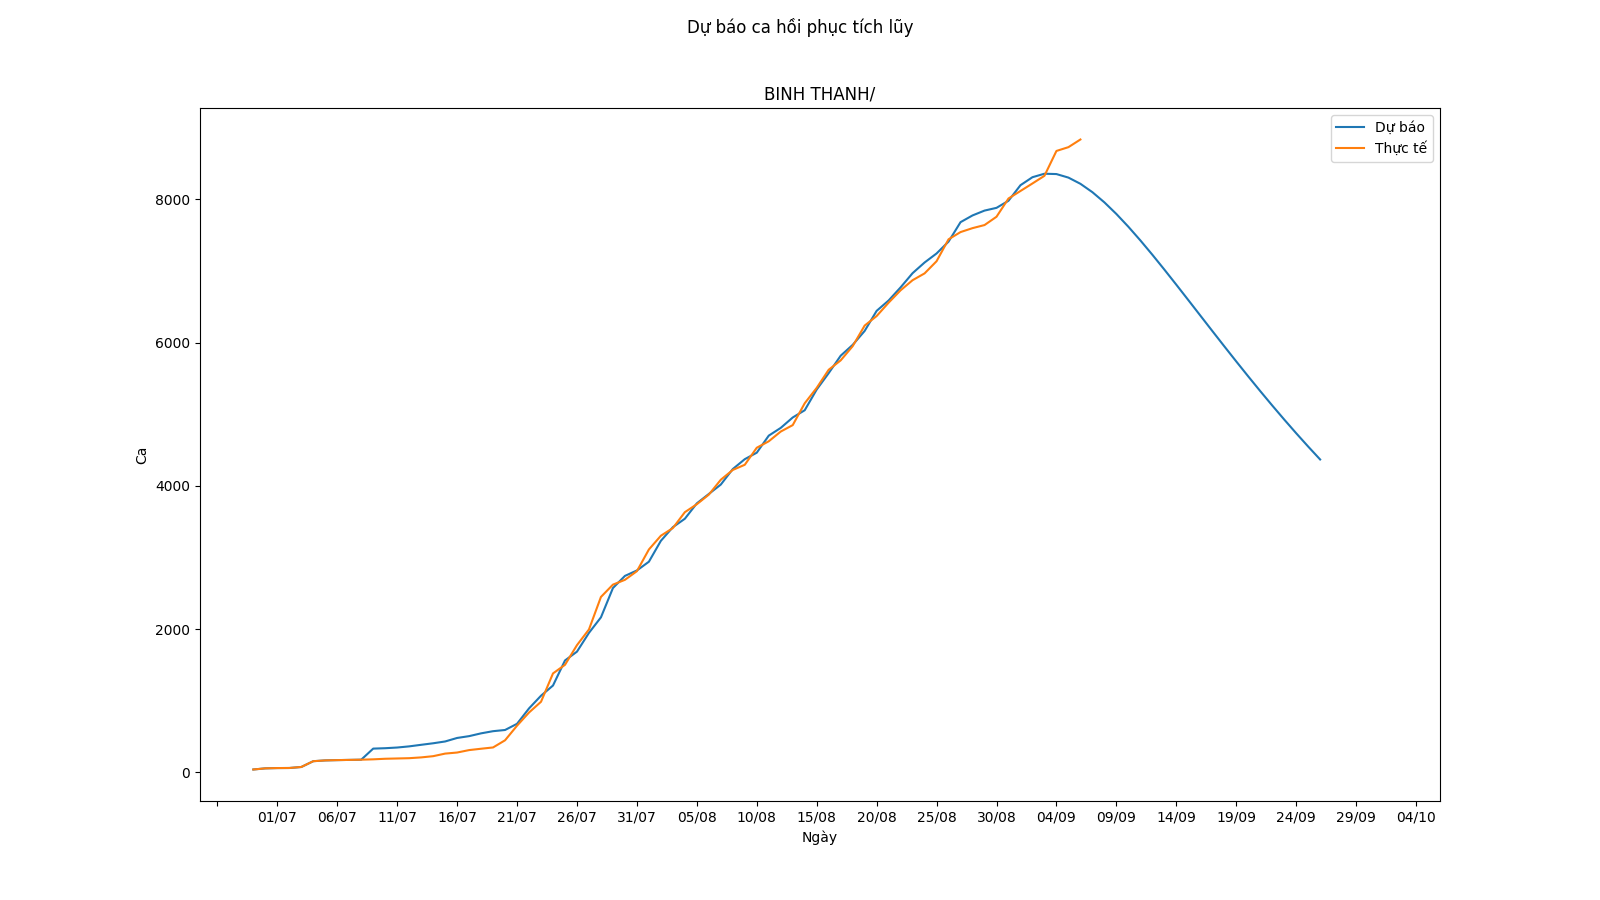 Dự báo ca hồi phục tích lũy
BINH THANH/
Dự báo
Thực tế
8000
6000
4000
2000
0
Ca
01/07 06/07 11/07 16/07 21/07 26/07 31/07 05/08 10/08 15/08 20/08 25/08 30/08 04/09 09/09 14/09 19/09 24/09 29/09 04/10
Ngày